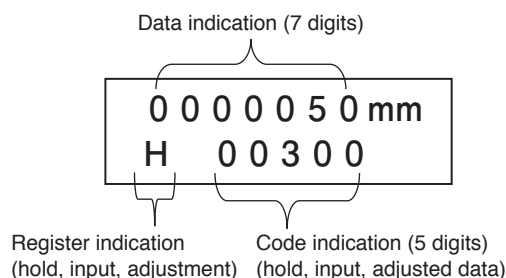 Data indication (7 digits)
0 0 0 0 0 5 0 mm
H 0 0 3 0 0
Register indication
(hold, input, adjustment)
Code indication (5 digits)
(hold, input, adjusted data)